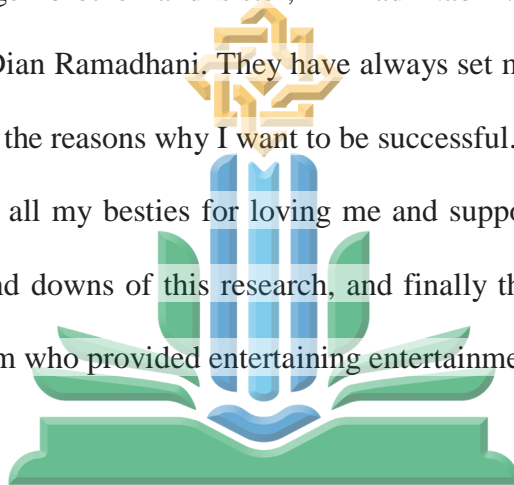 Dian Ramadhani. They have always set
the reasons why I want to be successful.
all my besties for loving me and
nd downs of this research, and finally
who provided entertaining